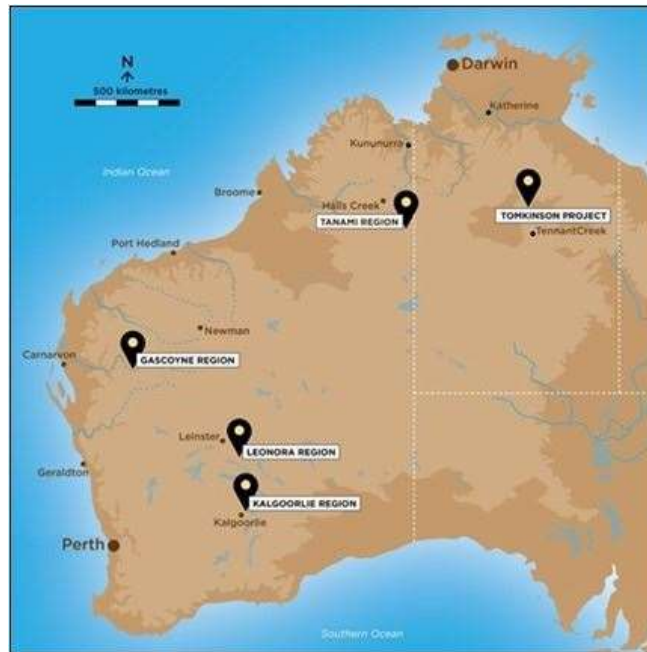 Darwin
N
500 kilometres
Katherine
Kununurra
Indian Ocean
Broome
Halls Creek
TANAMI REGION
TOMKINSON PROJECT
TennantCreek
Port Hedland
Newman
Carnarvon
GASCOYNE REGION
Leinster
LEONORA REGION
Geraldton
KALGOORLIE REGION
Kalgoorlie
Perth
Southern Ocean